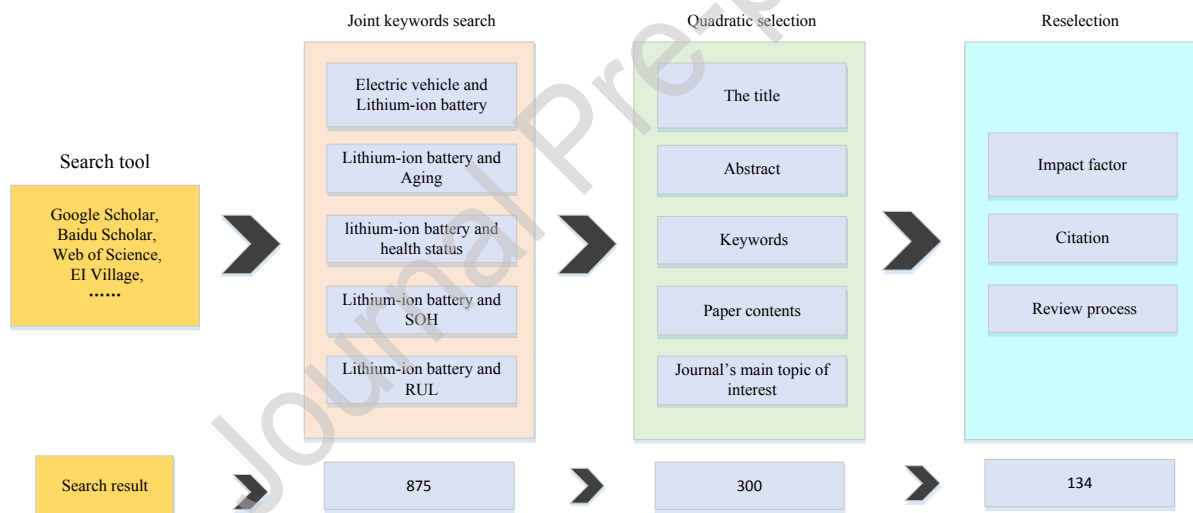 Joint keywords search
Quadratic selection
Reselection
Search tool
Google Scholar,
Baidu Scholar,
Web of Science,
EI Village,
......
Electric vehicle and
Lithium-ion battery
Lithium-ion battery and
Aging
lithium-ion battery and
health status
Lithium-ion battery and
SOH
Lithium-ion battery and
RUL
The title
Abstract
Keywords
Paper contents
Journal's main topic of
interest
Impact factor
Citation
Review process
Search result
875
300
134
Journal Pre-p